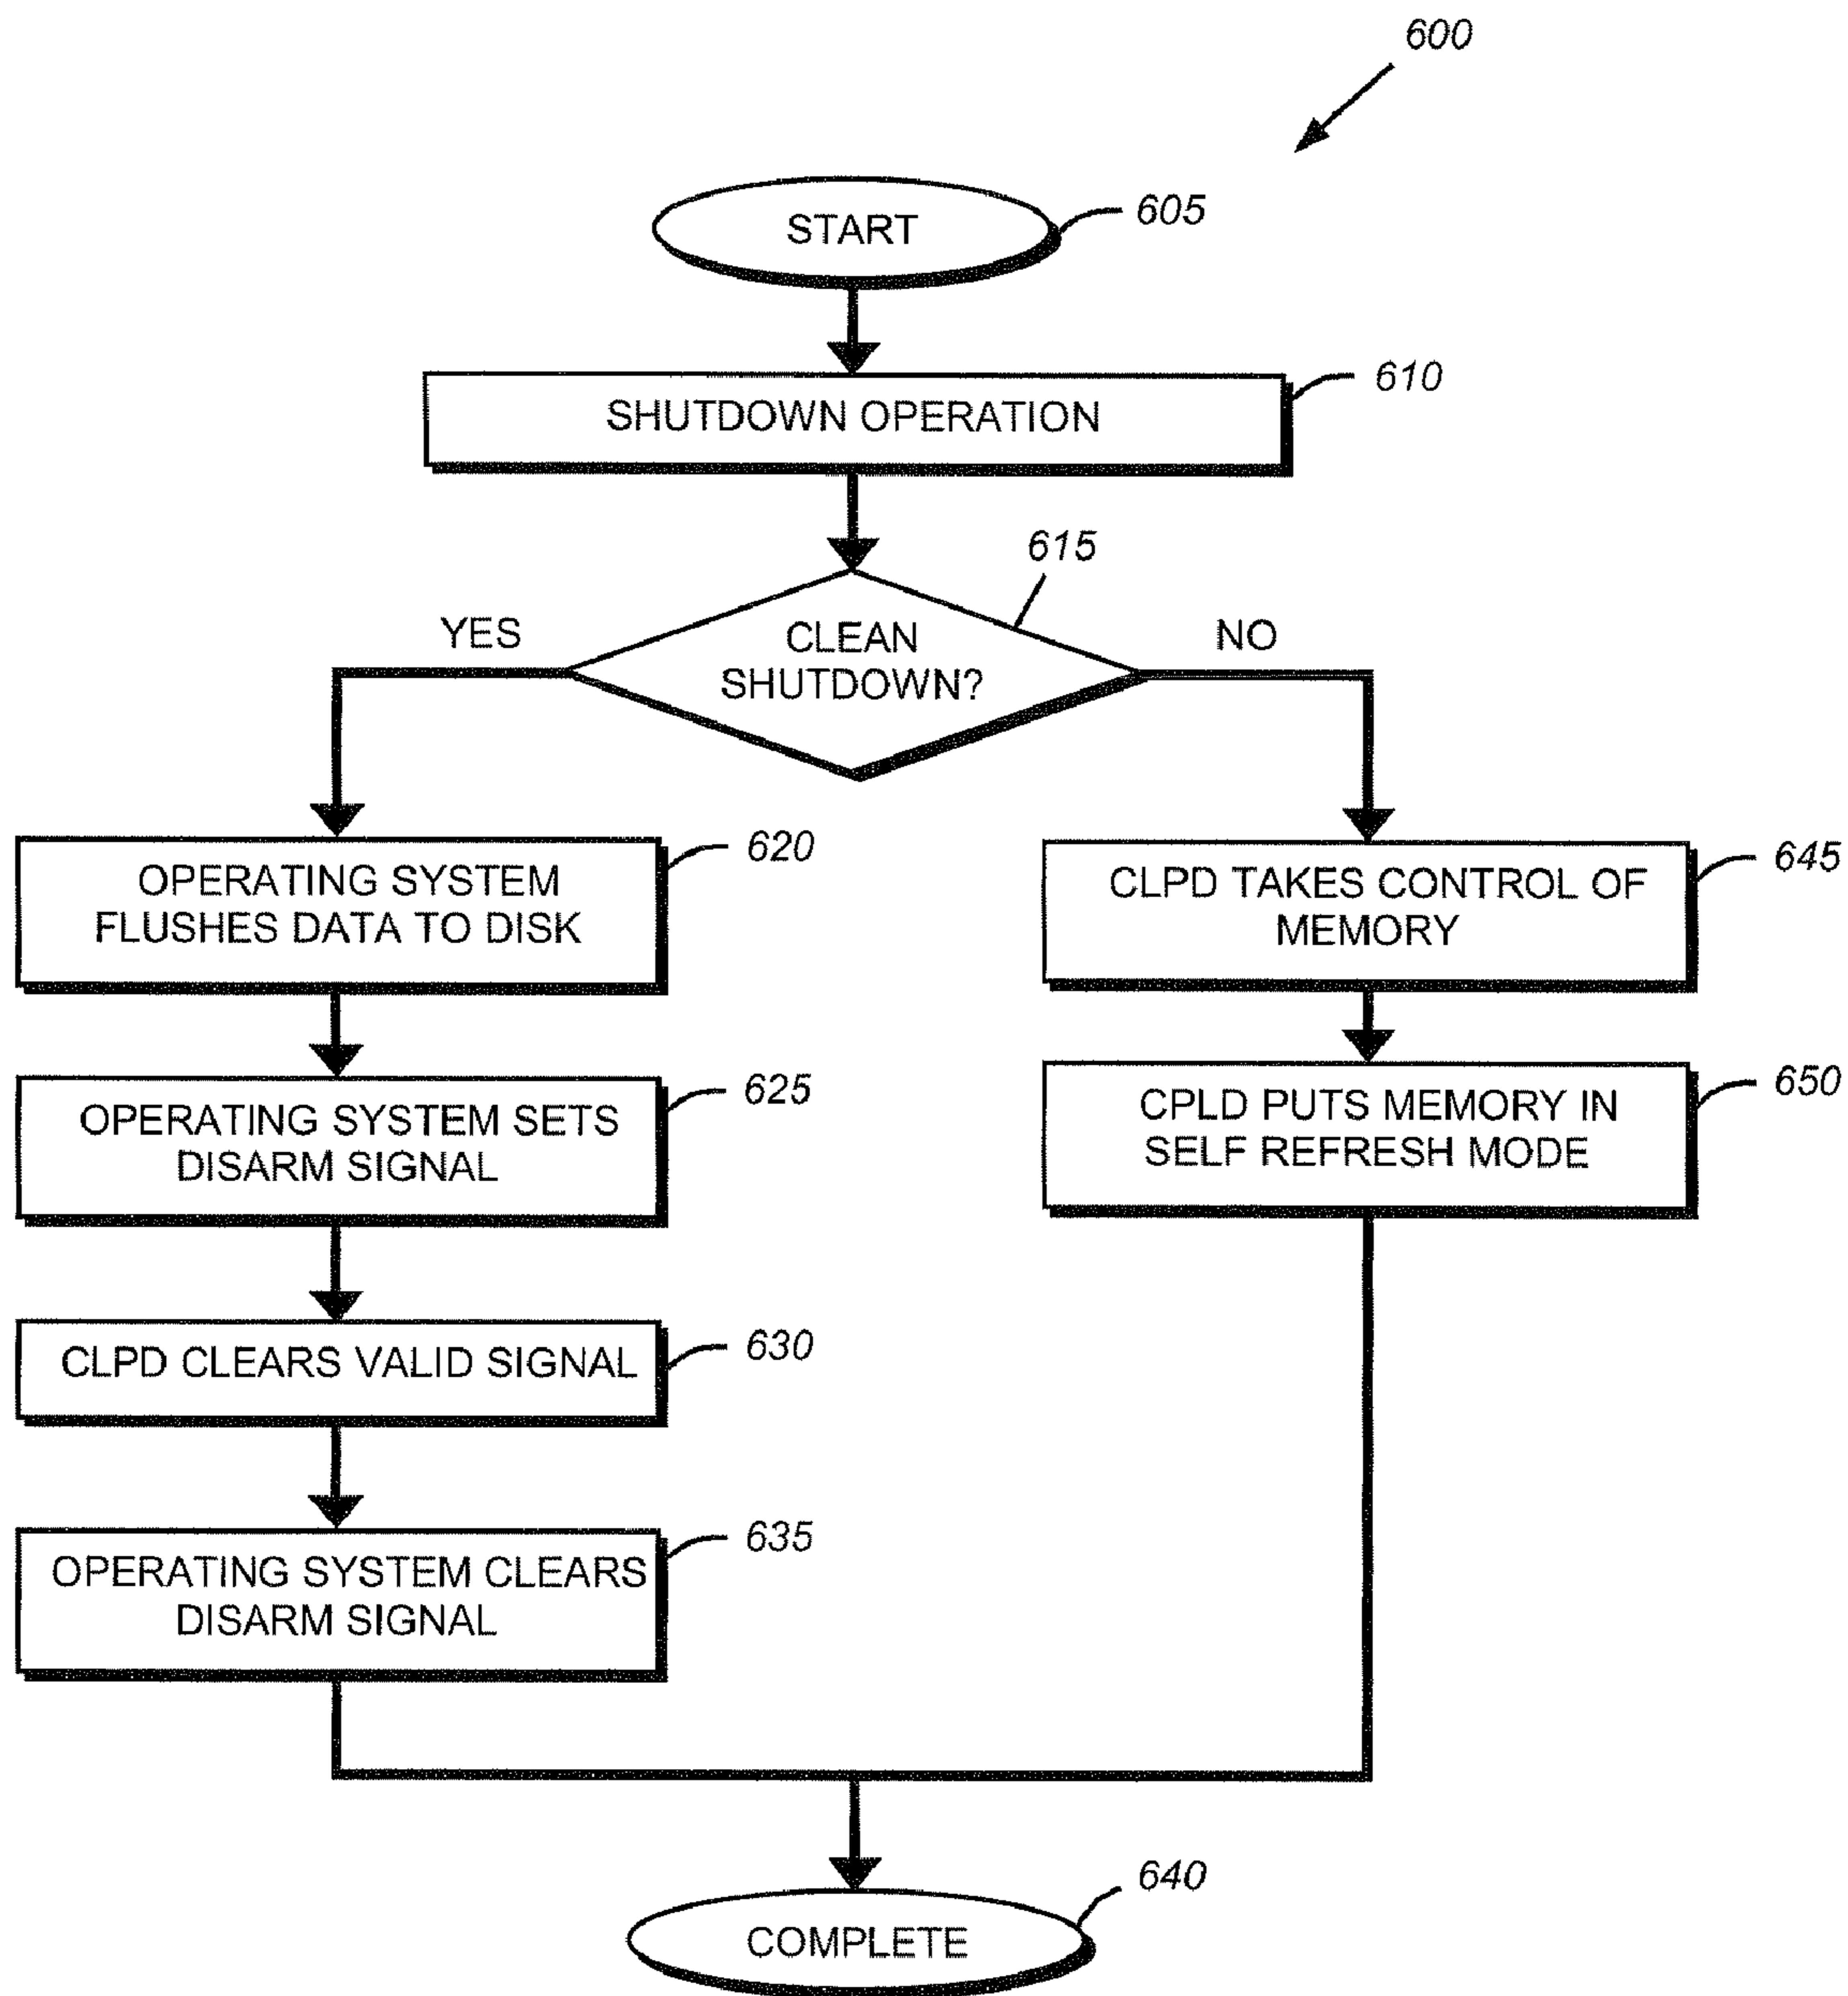 600
START
605
SHUTDOWN OPERATION
610
615
YES
CLEAN
SHUTDOWN?
NO
OPERATING SYSTEM
FLUSHES DATA TO DISK
620
CLPD TAKES CONTROL OF
MEMORY
645
OPERATING SYSTEM SETS
DISARM SIGNAL
625
CPLD PUTS MEMORY IN
SELF REFRESH MODE
650
CLPD CLEARS VALID SIGNAL
630
OPERATING SYSTEM CLEARS
DISARM SIGNAL
635
COMPLETE
640